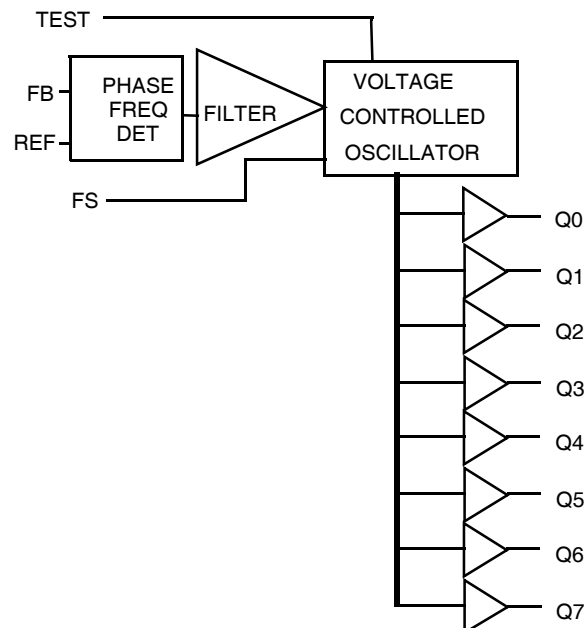 TEST
FB
REF
PHASE
FREQ
DET
FILTER
VOLTAGE
CONTROLLED
OSCILLATOR
FS
Q0
Q1
Q2
Q3
Q4
Q5
Q6
Q7